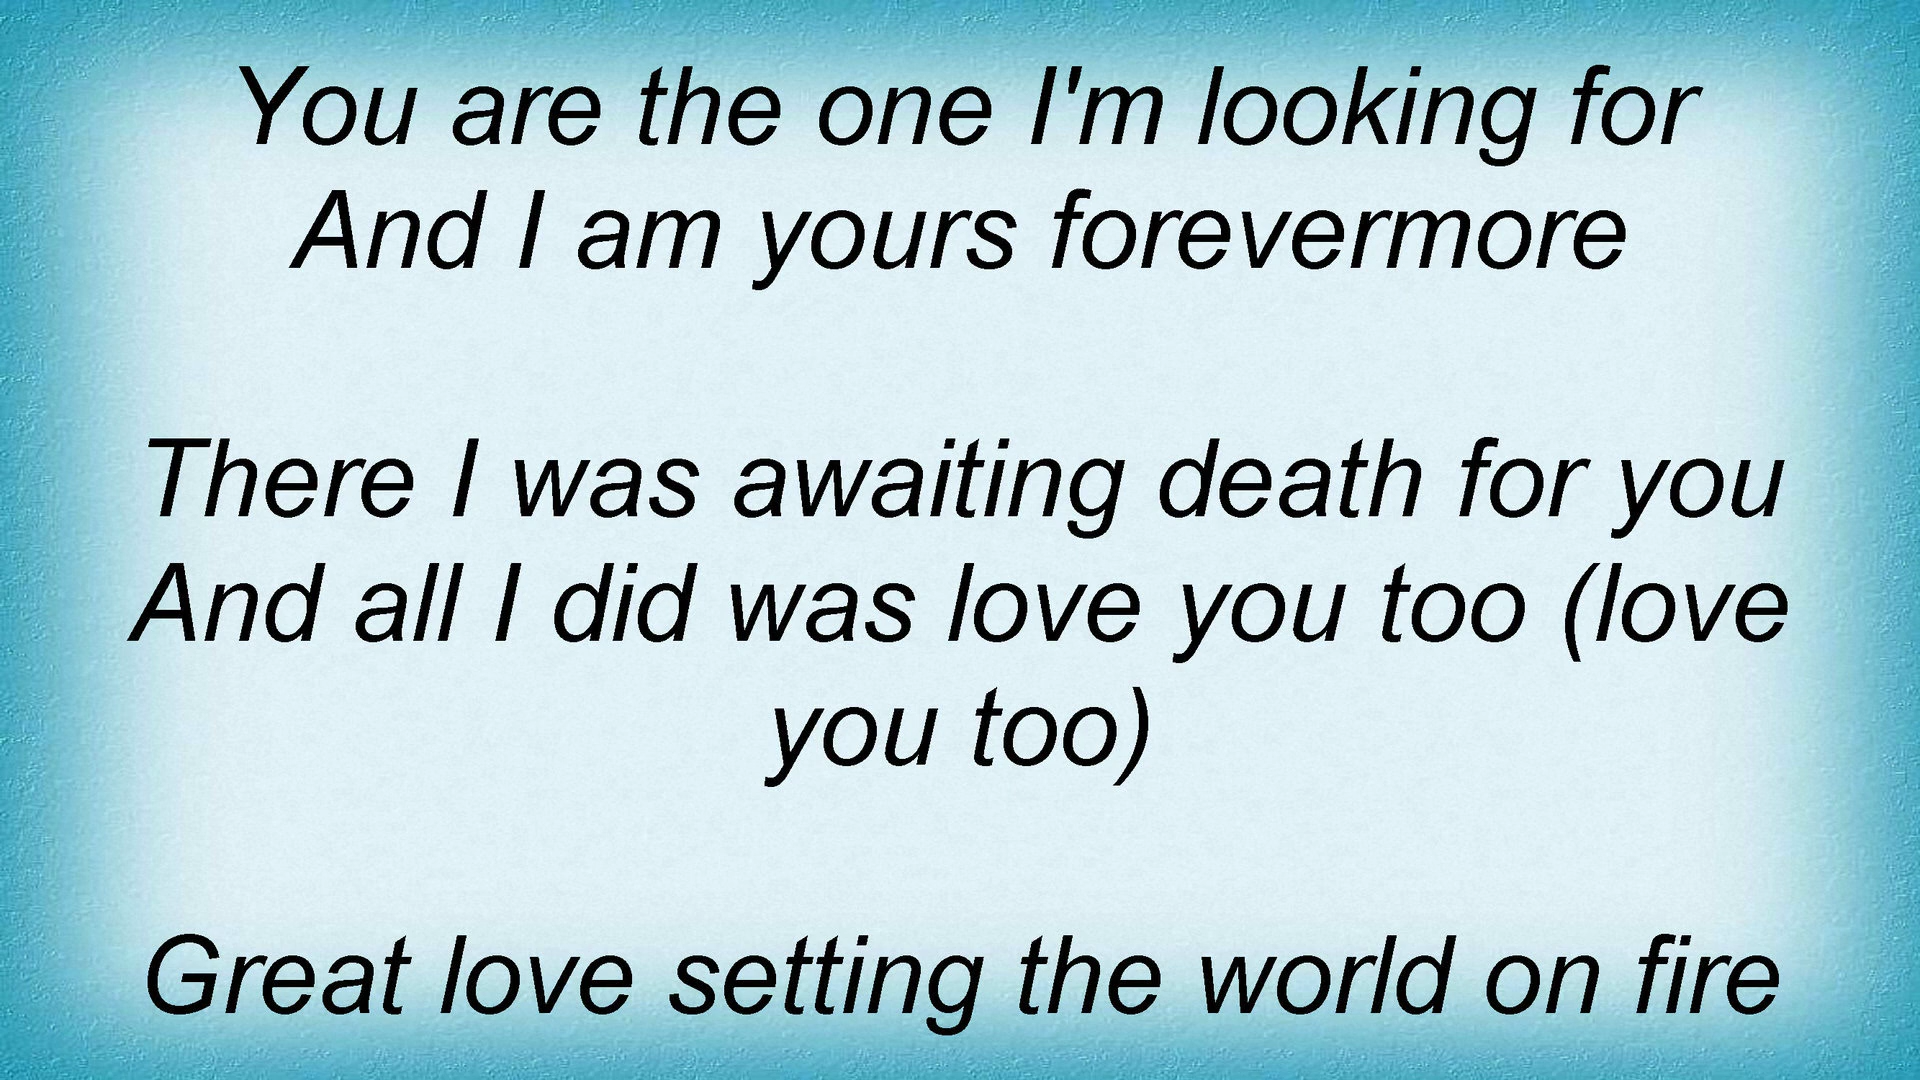 You are the one I'm looking for
And I am yours forevermore
There I was awaiting death for you
And all I did was love you too (love
you too)
Great love setting the world on fire